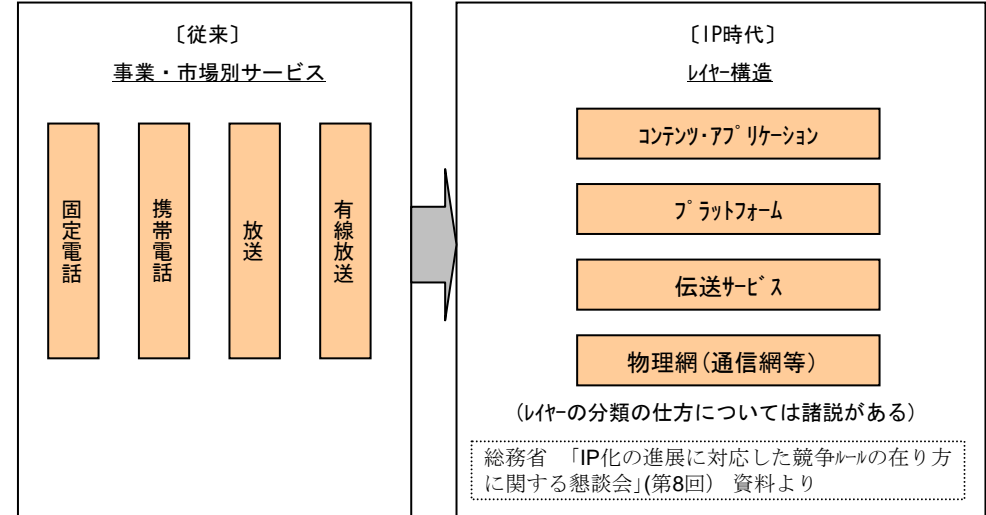 〔従来〕
事業・市場別サービス
固定電話
携帯電話
放送
有線放送
〔IP時代〕
ﾚｲﾔｰ構造
ｺﾝﾃﾝﾂ・ｱﾌﾟﾘｹｰｼｮﾝ
ﾌﾟﾗｯﾄﾌｫｰﾑ
伝送ｻｰﾋﾞｽ
物理網（通信網等）
（ﾚｲﾔｰの分類の仕方については諸説がある）
総務省　「IP化の進展に対応した競争ﾙｰﾙの在り方
に関する懇談会」(第8回）　資料より